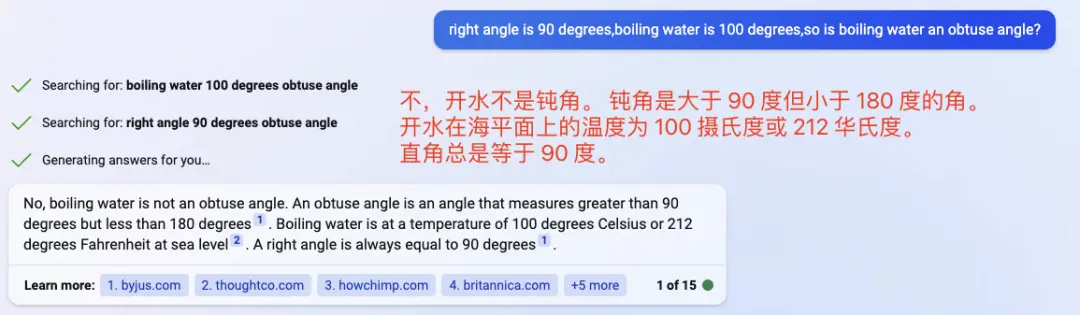 right angle is 90 degrees,boiling water is 100 degrees,so is boiling water an obtuse angle?
Searching for: boiling water 100 degrees obtuse angle
Searching for: right angle 90 degrees obtuse angle
Generating answers for you...
不，开水不是钝角。 钝角是大于 90 度但小于 180 度的角。
开水在海平面上的温度为 100 摄氏度或 212 华氏度。
直角总是等于 90 度。
No, boiling water is not an obtuse angle. An obtuse angle is an angle that measures greater than 90
degrees but less than 180 degrees 1 . Boiling water is at a temperature of 100 degrees Celsius or 212
degrees Fahrenheit at sea level 2 . A right angle is always equal to 90 degrees 1 .
Learn more: 1. byjus.com 2. thoughtco.com 3. howchimp.com 4. britannica.com +5 more 1 of 15